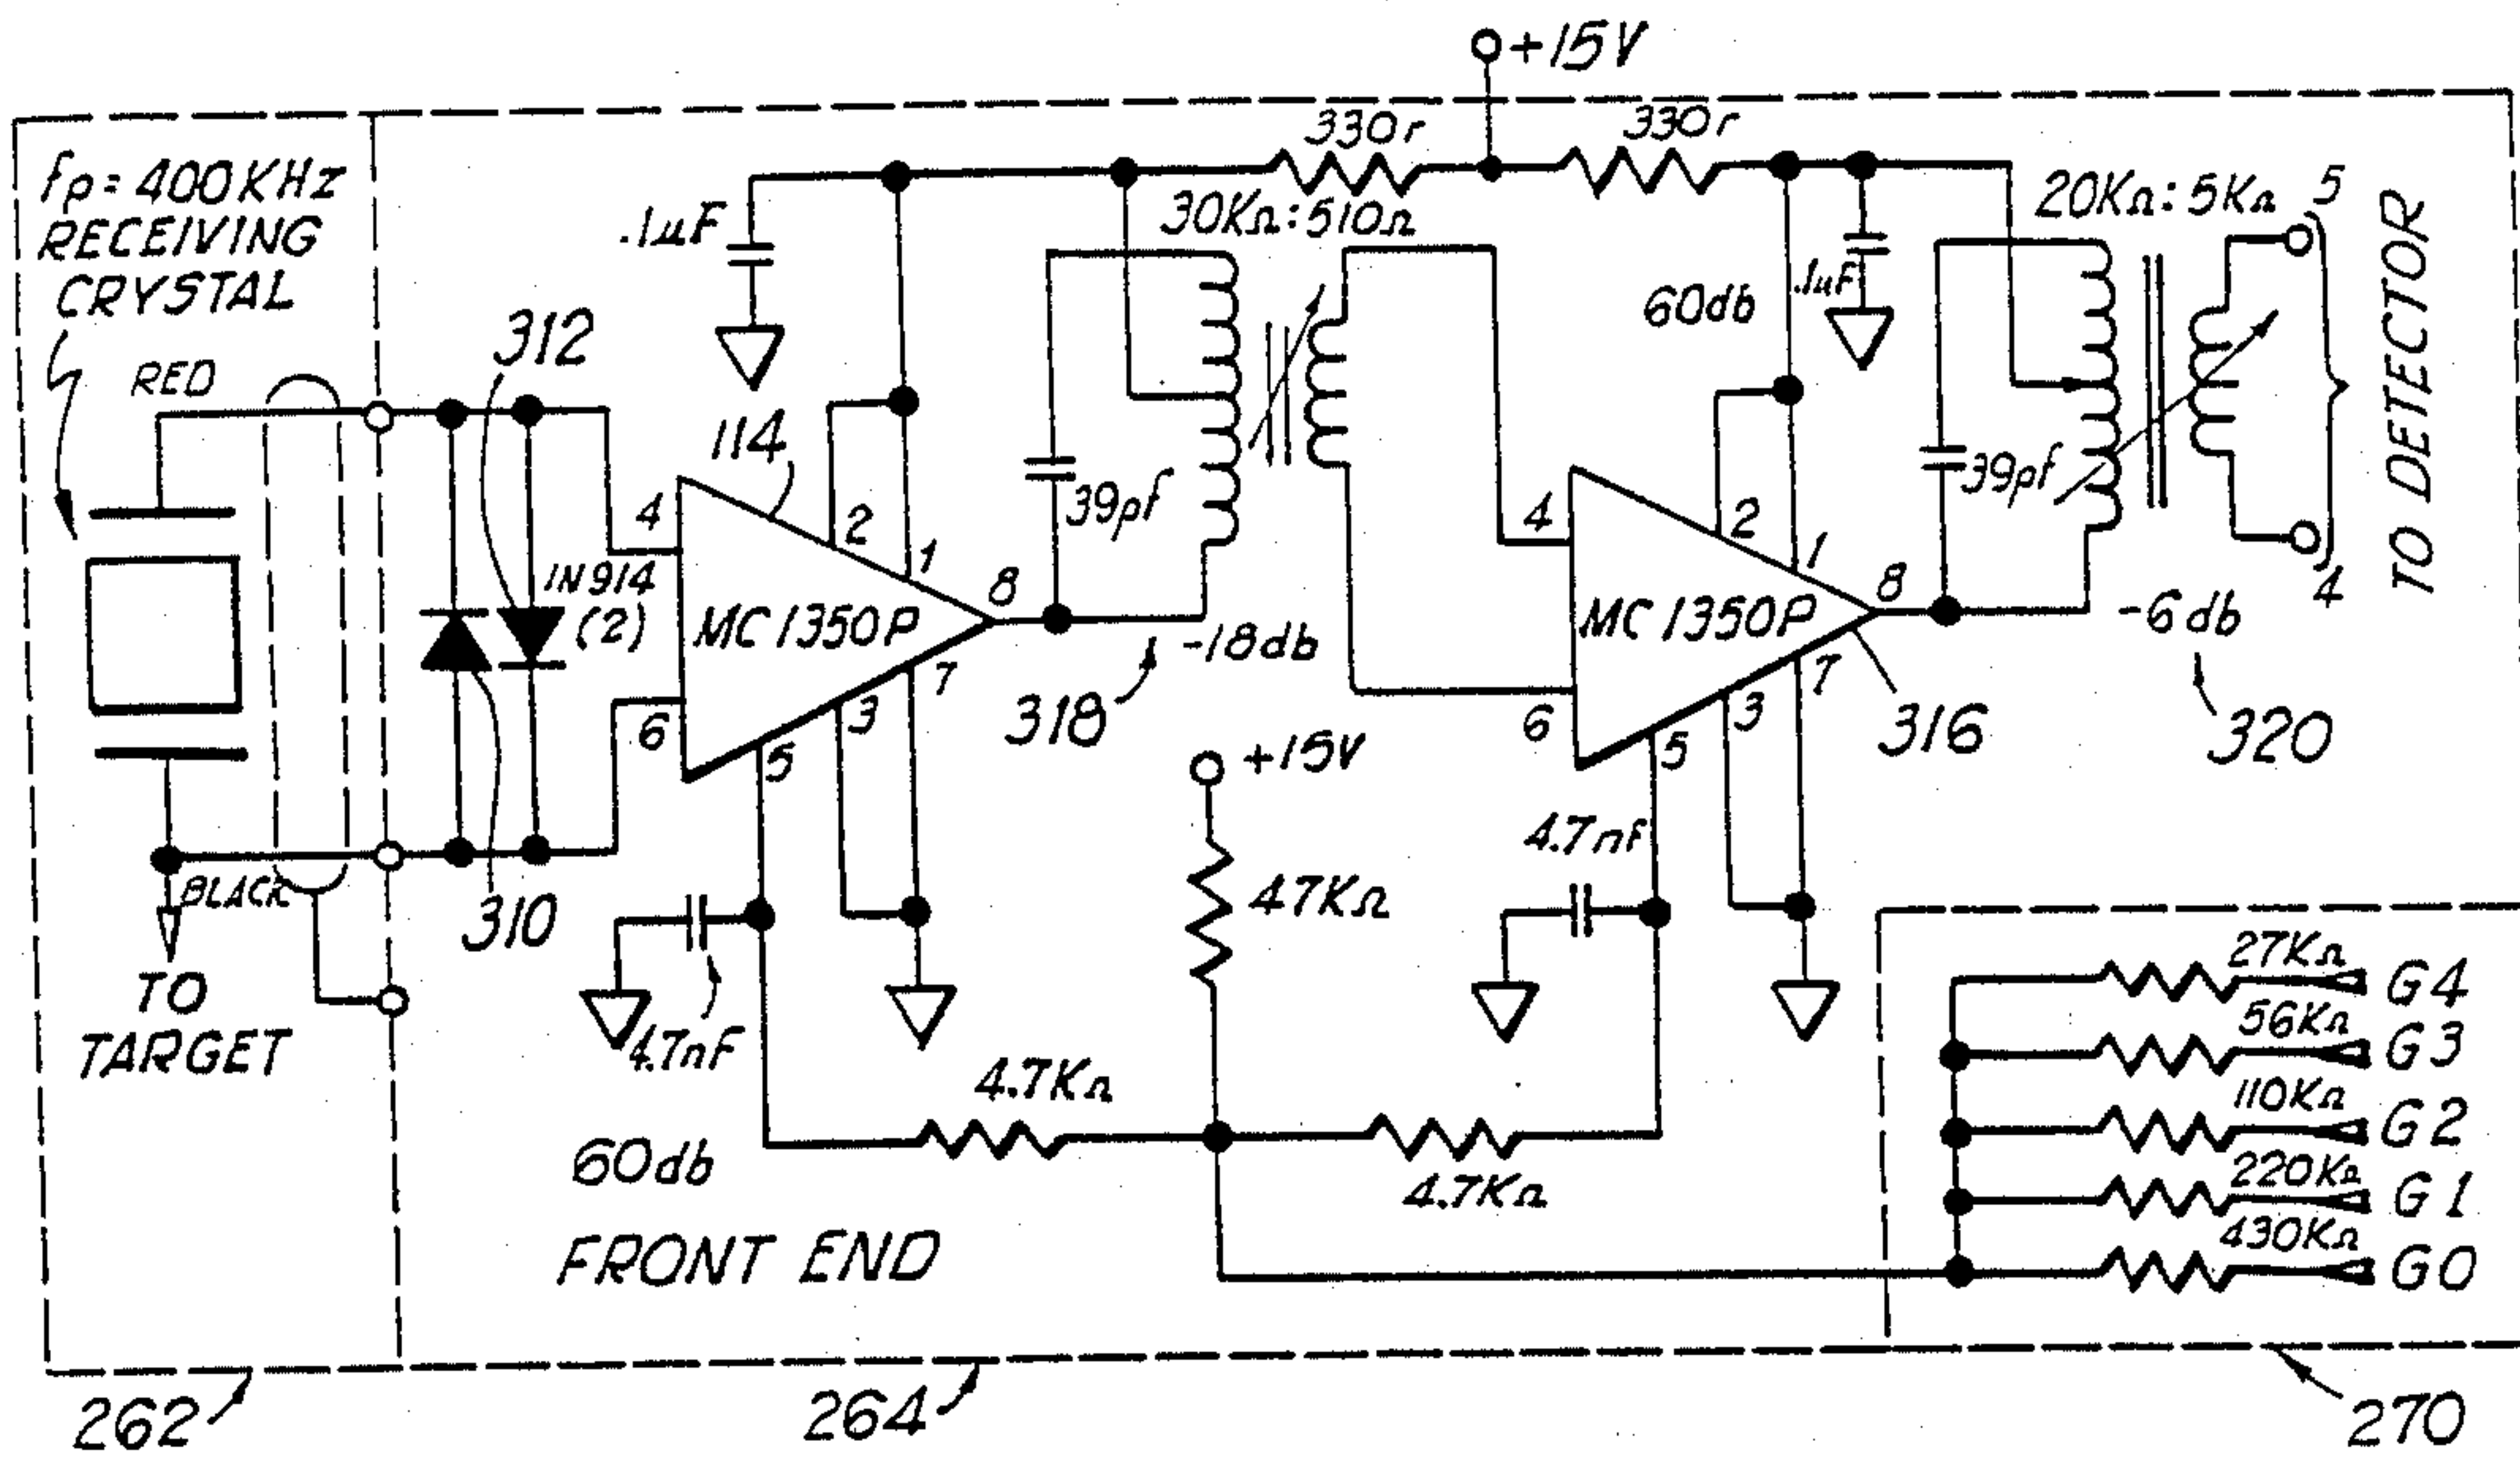 +15V
330r
330r
fp=400KHz
RECEIVING
CRYSTAL
RED
.1µF
30KΩ:510Ω
60db
.1µF
20KΩ:5KΩ
5
4
TO DETECTOR
312
114
IN914
(2)
4
2
1
8
MC1350P
6
5
3
7
39pf
-18db
318
4
2
1
8
MC1350P
6
5
3
7
39pf
-6db
316
320
BLACK
310
TO
TARGET
4.7nF
+15V
47KΩ
4.7nf
4.7KΩ
4.7KΩ
60db
FRONT END
27KΩ G4
56KΩ G3
110KΩ G2
220KΩ G1
430KΩ G0
262
264
270